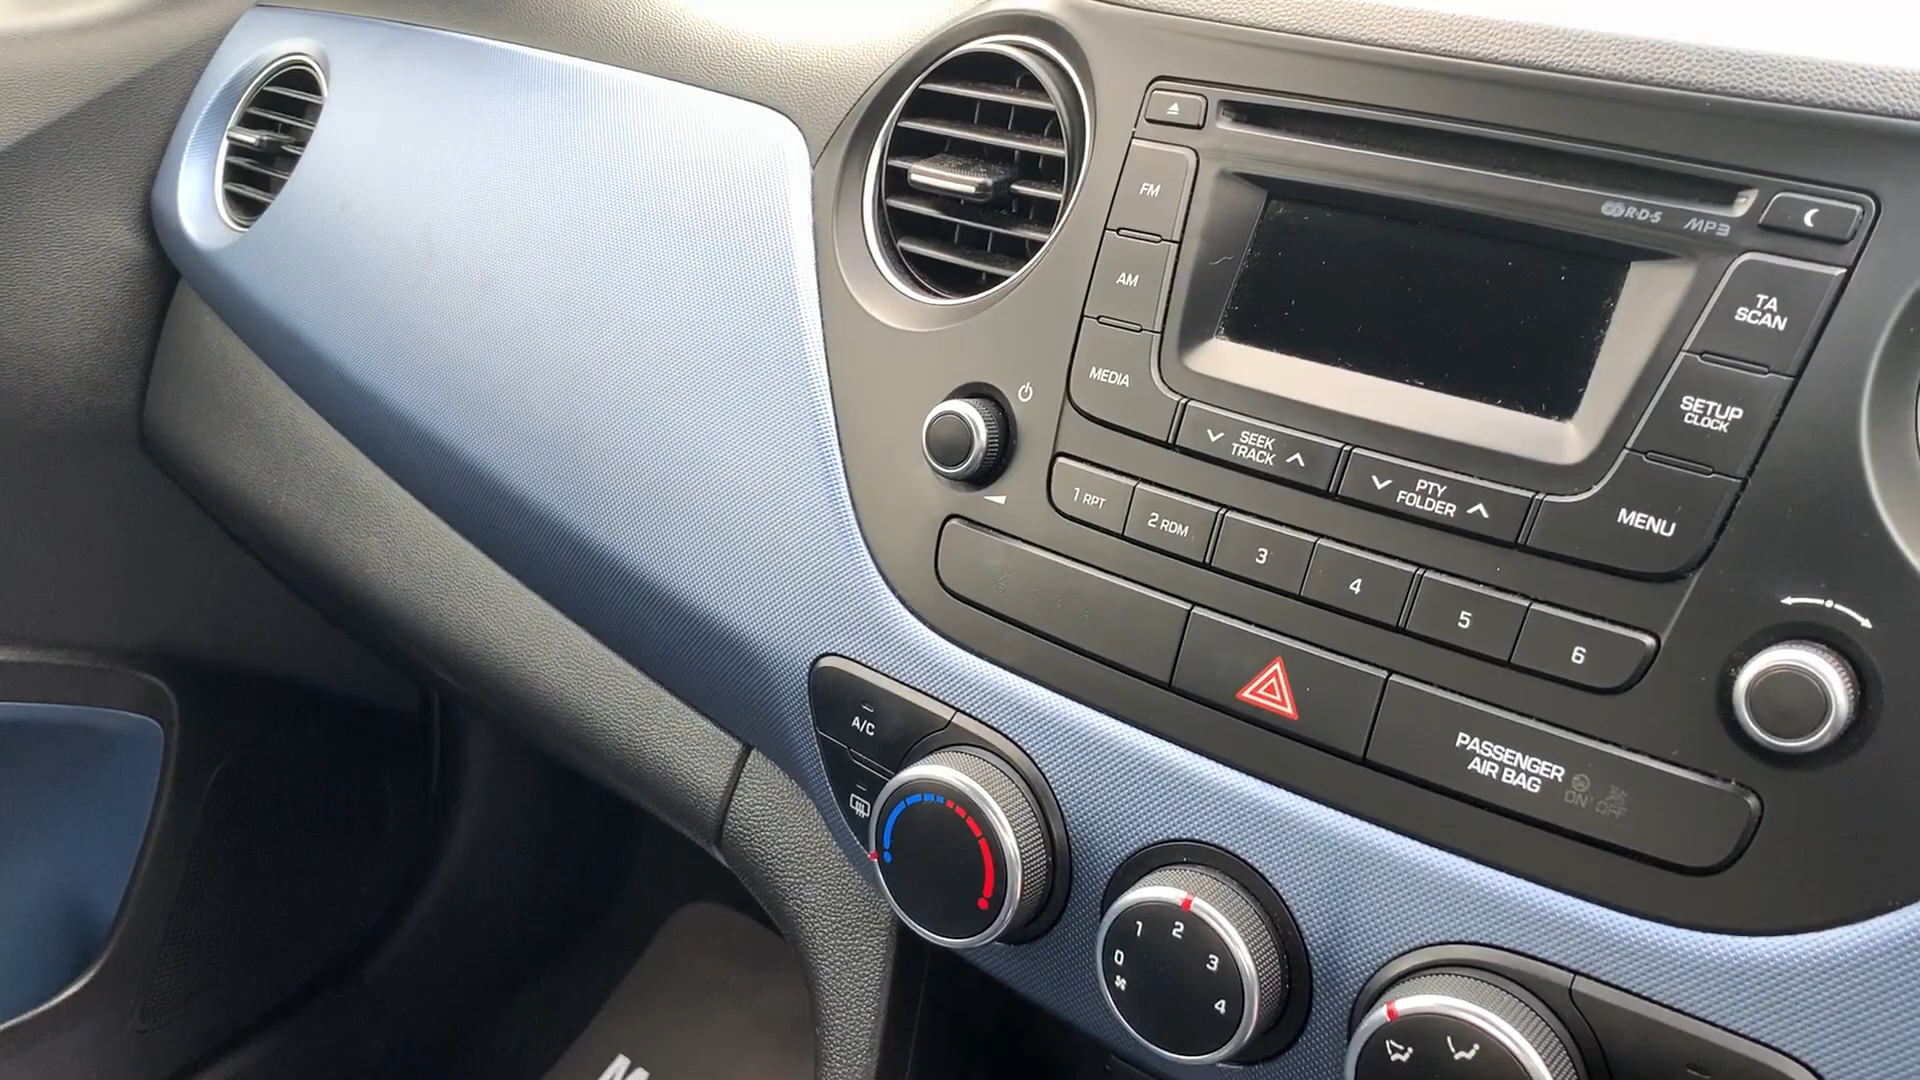 FM
AM
MEDIA
R·D·S
MP3
TA
SCAN
SETUP
CLOCK
SEEK
TRACK
PTY
FOLDER
MENU
1 RPT
2 RDM
3
4
5
6
A/C
PASSENGER
AIR BAG
ON OFF
0
1
2
3
4